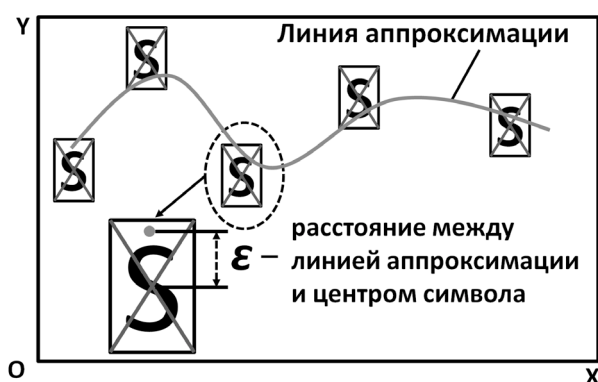 Y
Линия аппроксимации
S
S
S
S
S
S
ε – расстояние между
линией аппроксимации
и центром символа
O
X